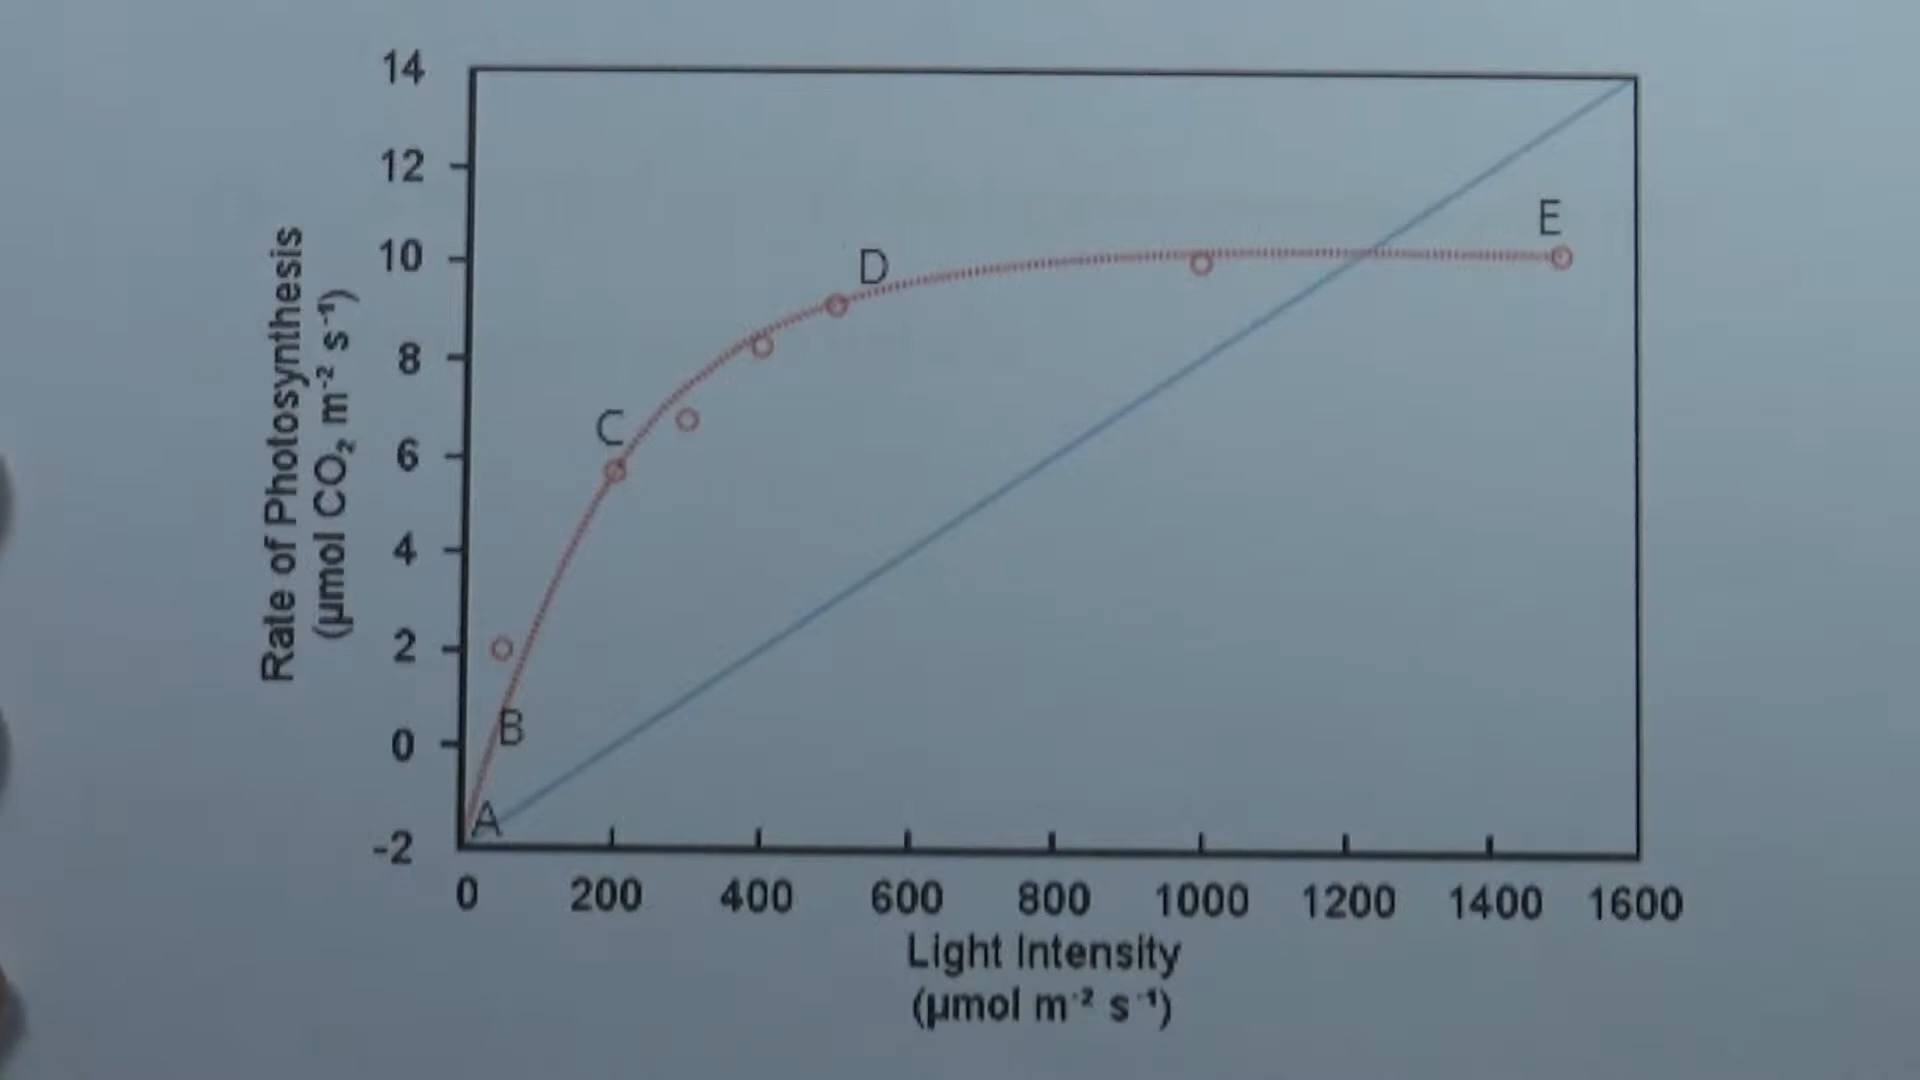 14
12
10
8
6
4
2
0
-2
Rate of Photosynthesis
(µmol CO₂ m⁻² s⁻¹)
A
B
C
D
E
0 200 400 600 800 1000 1200 1400 1600
Light Intensity
(µmol m⁻² s⁻¹)